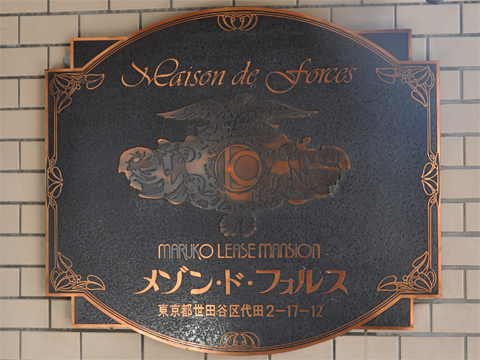 Maison de Forces
MARUKO LEASE MANSION
メゾン・ド・フォルス
東京都世田谷区代田2-17-12